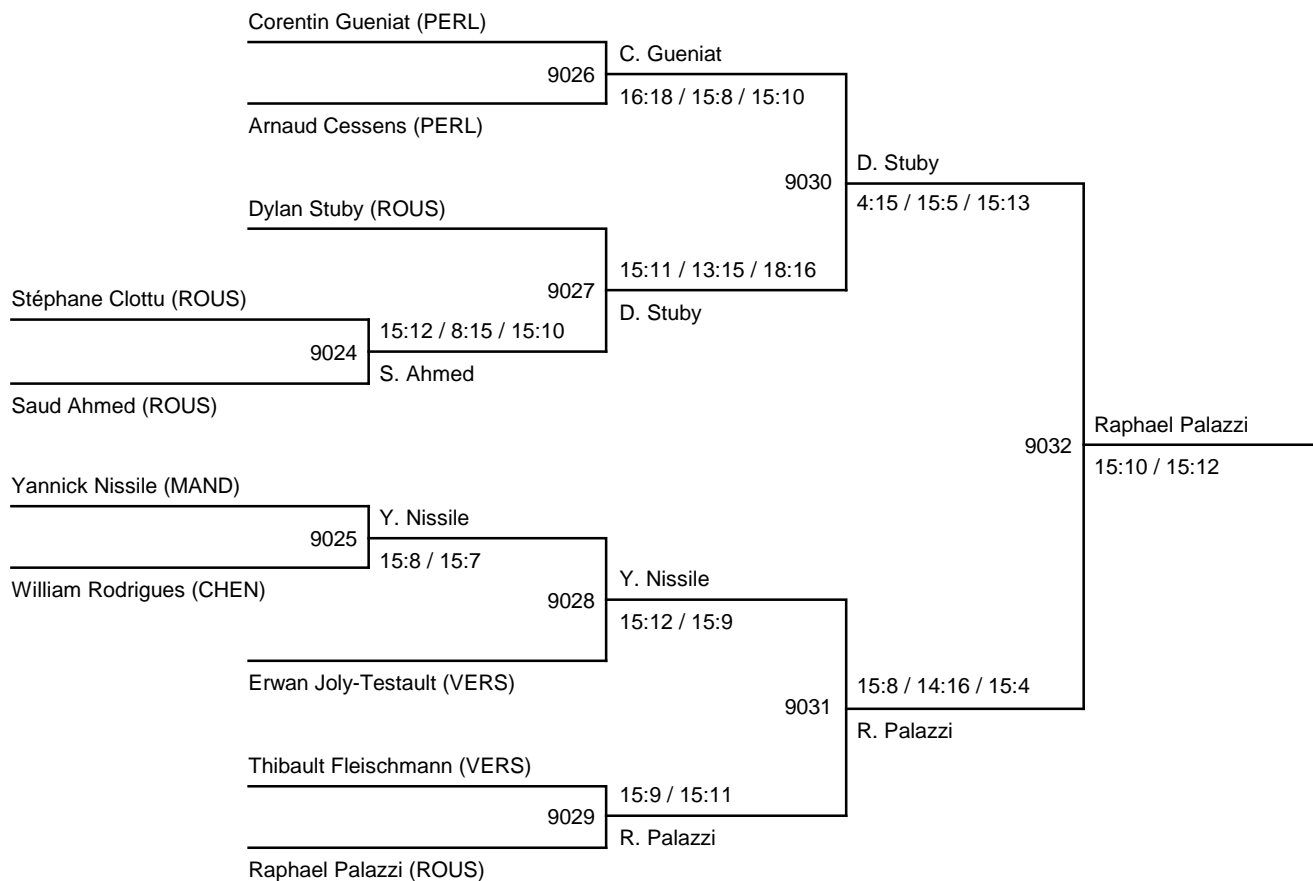 Corentin Gueniat (PERL)
C. Gueniat
9026
16:18 / 15:8 / 15:10
Arnaud Cessens (PERL)
D. Stuby
9030
4:15 / 15:5 / 15:13
Dylan Stuby (ROUS)
15:11 / 13:15 / 18:16
9027
Stéphane Clottu (ROUS)
D. Stuby
15:12 / 8:15 / 15:10
9024
S. Ahmed
Saud Ahmed (ROUS)
Raphael Palazzi
9032
15:10 / 15:12
Yannick Nissile (MAND)
Y. Nissile
9025
15:8 / 15:7
William Rodrigues (CHEN)
Y. Nissile
9028
15:12 / 15:9
Erwan Joly-Testault (VERS)
15:8 / 14:16 / 15:4
9031
R. Palazzi
Thibault Fleischmann (VERS)
15:9 / 15:11
9029
R. Palazzi
Raphael Palazzi (ROUS)